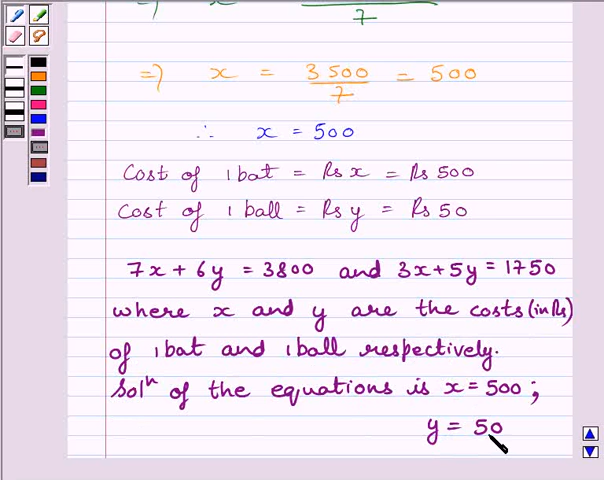 7
=) x = 3500 / 7 = 500
∴ x = 500
Cost of 1 bat = Rs x = Rs 500
Cost of 1 ball = Rs y = Rs 50
7x + 6y = 3800 and 3x + 5y = 1750
where x and y are the costs (in Rs)
of 1 bat and 1 ball respectively.
Solⁿ of the equations is x = 500 ;
y = 50